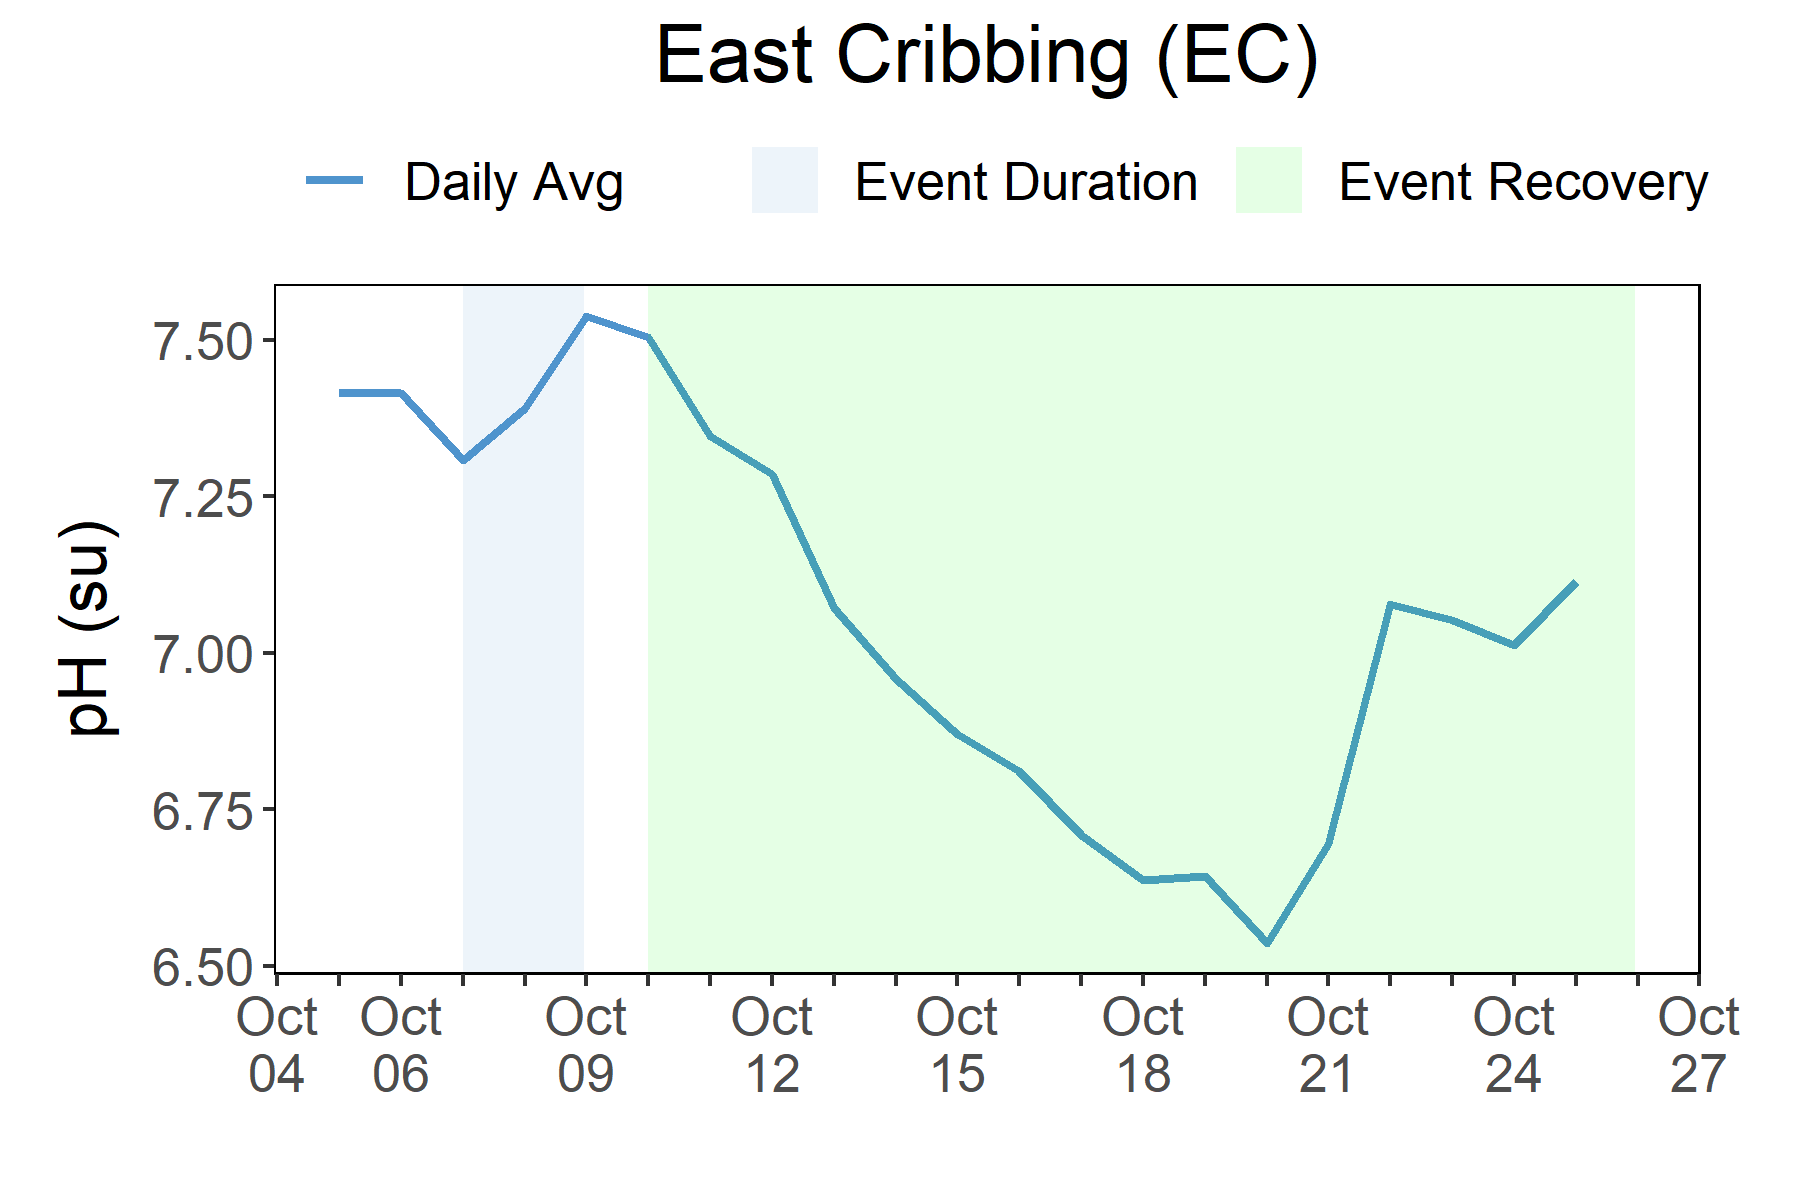 East Cribbing (EC)
Daily Avg Event Duration Event Recovery
pH (su)
7.50
7.25
7.00
6.75
6.50
Oct Oct Oct Oct Oct Oct Oct Oct Oct
04 06 09 12 15 18 21 24 27